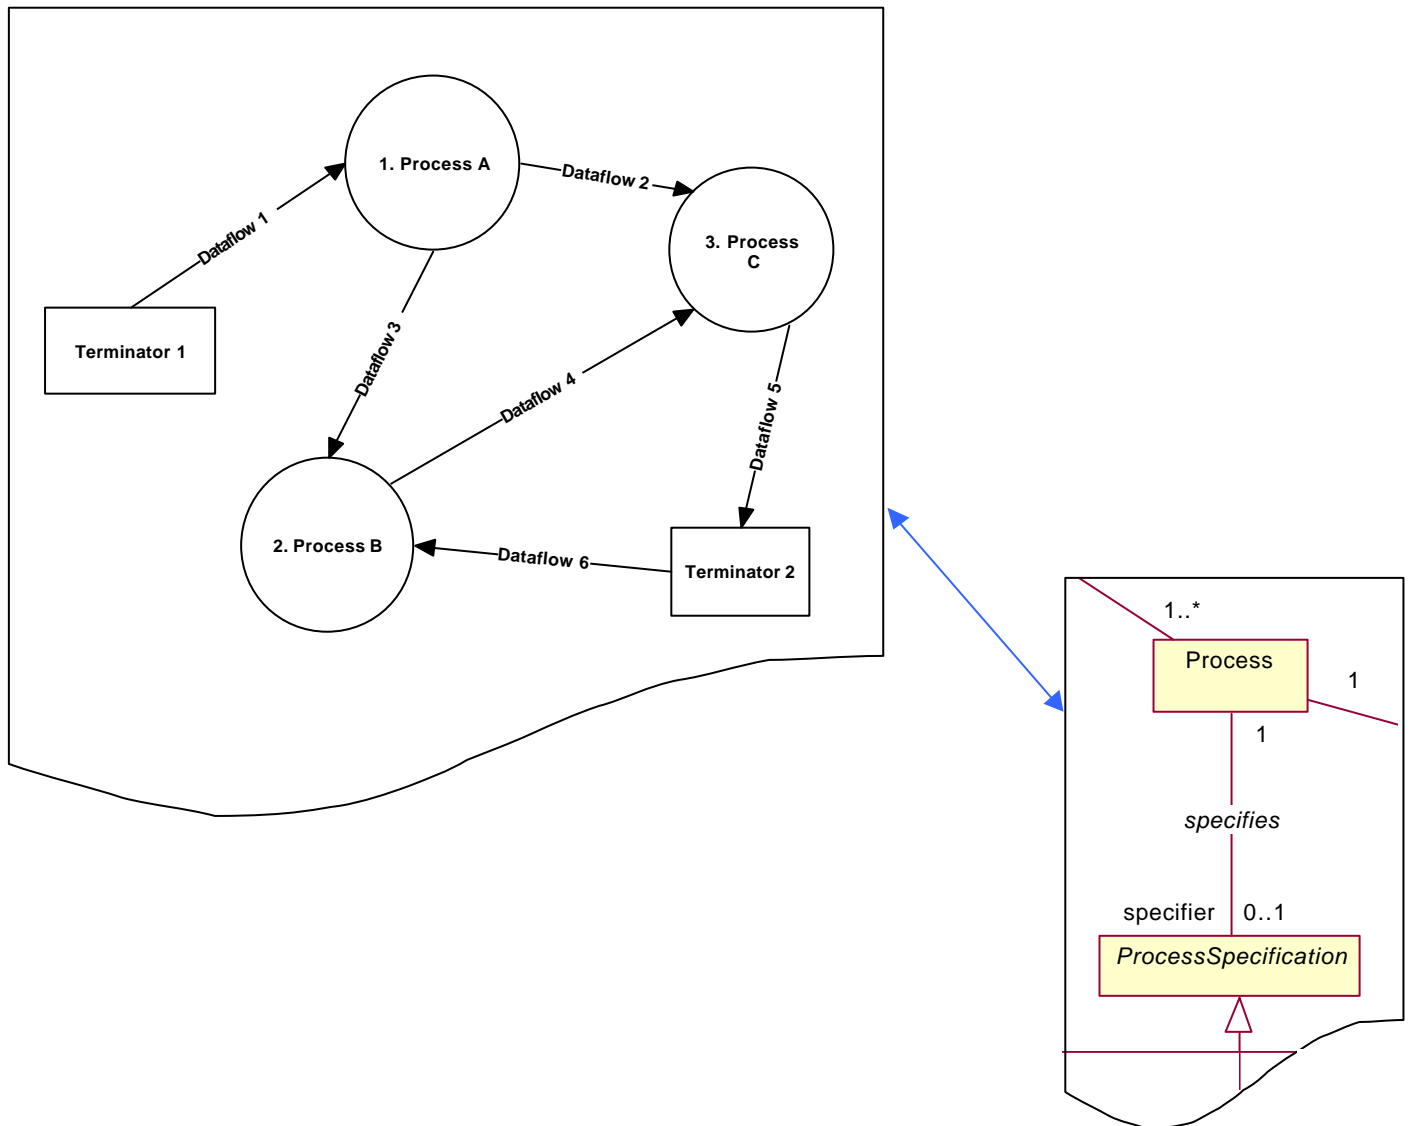 1. Process A
Dataflow 2
Dataflow 1
3. Process
C
Terminator 1
Dataflow 3
Dataflow 4
Dataflow 5
2. Process B
Dataflow 6
Terminator 2
1..*
Process
1
1
specifies
specifier 0..1
ProcessSpecification